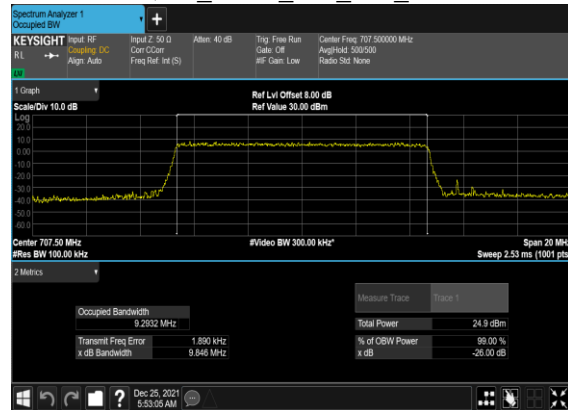 Spectrum Analyzer 1
Occupied BW
+
KEYSIGHT
RL
Input: RF
Coupling: DC
Align: Auto
Input Z: 50 Ω
Corr CCorr
Freq Ref: Int (S)
Atten: 40 dB
Trig: Free Run
Gate: Off
#IF Gain: Low
Center Freq: 707.500000 MHz
Avg|Hold: 500/500
Radio Std: None
1 Graph
Scale/Div 10.0 dB
Ref Lvl Offset 8.00 dB
Ref Value 30.00 dBm
Log
20.0
10.0
0.00
-10.0
-20.0
-30.0
-40.0
-50.0
-60.0
Center 707.50 MHz
#Video BW 300.00 kHz*
Span 20 MHz
#Res BW 100.00 kHz
Sweep 2.53 ms (1001 pts
2 Metrics
Measure Trace
Trace 1
Occupied Bandwidth
9.2932 MHz
Total Power
24.9 dBm
Transmit Freq Error
1.890 kHz
% of OBW Power
99.00 %
x dB Bandwidth
9.846 MHz
x dB
-26.00 dB
?
Dec 25, 2021
5:53:05 AM